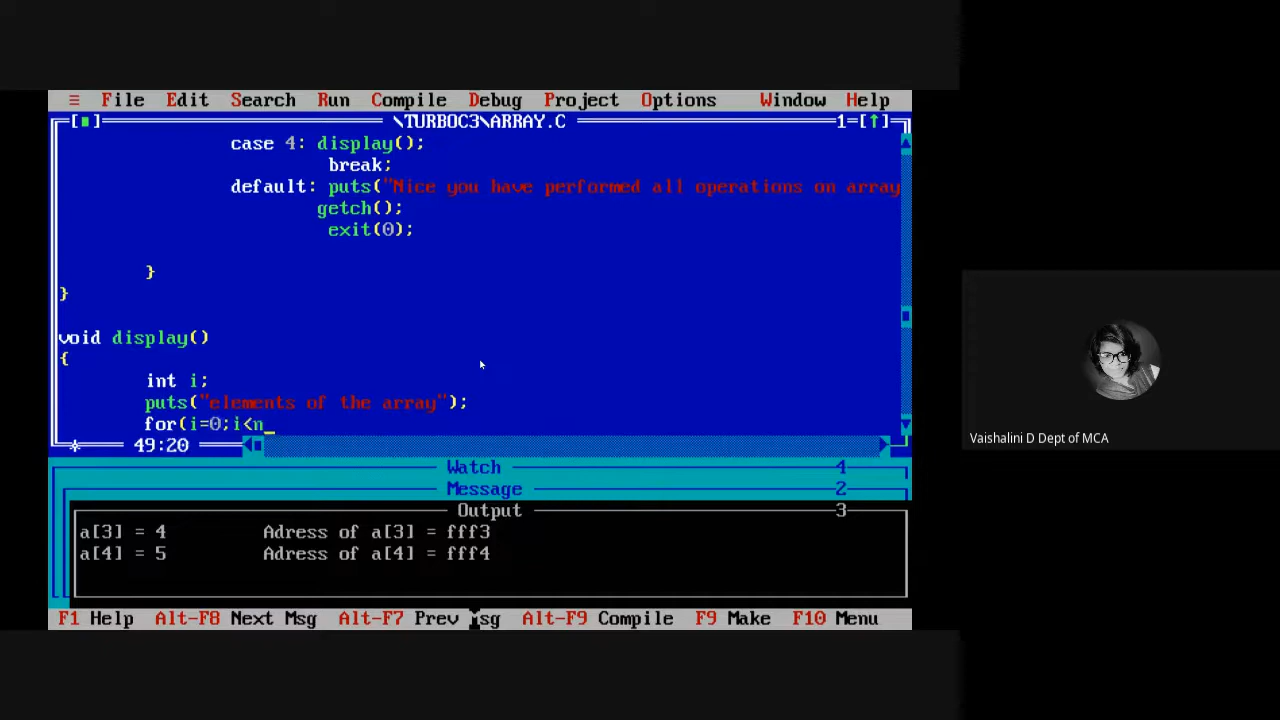 ≡ File Edit Search Run Compile Debug Project Options Window Help
[■] \TURBOC3\ARRAY.C 1=[↑]
case 4: display();
break;
default: puts("Nice you have performed all operations on array
getch();
exit(0);
}
}
void display()
{
int i;
puts("elements of the array");
for(i=0;i<n_
49:20
Watch 4
Message 2
Output 3
a[3] = 4 Adress of a[3] = fff3
a[4] = 5 Adress of a[4] = fff4
F1 Help Alt-F8 Next Msg Alt-F7 Prev Msg Alt-F9 Compile F9 Make F10 Menu
Vaishalini D Dept of MCA